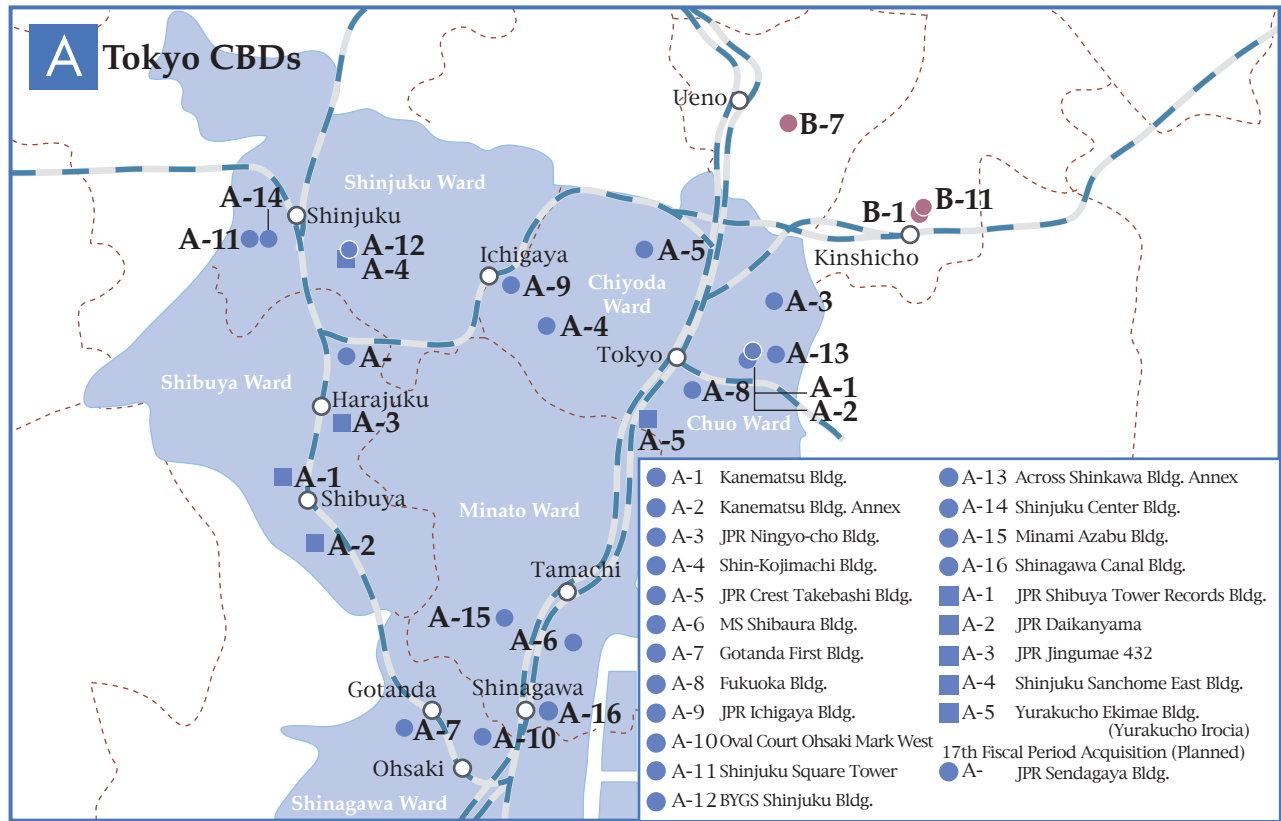 A Tokyo CBDs
Ueno
B-7
Shinjuku Ward
A-14
Shinjuku
B-11
B-1
A-11
A-12
A-4
Ichigaya
A-5
Kinshicho
A-9
Chiyoda
Ward
A-3
A-4
Tokyo
A-13
A-
Shibuya Ward
A-8
A-1
A-2
Harajuku
A-3
Chuo Ward
A-5
A-1
Shibuya
Minato Ward
A-2
Tamachi
A-15
A-6
Gotanda
Shinagawa
A-16
A-7
A-10
Ohsaki
Shinagawa Ward
A-1 Kanematsu Bldg.
A-2 Kanematsu Bldg. Annex
A-3 JPR Ningyo-cho Bldg.
A-4 Shin-Kojimachi Bldg.
A-5 JPR Crest Takebashi Bldg.
A-6 MS Shibaura Bldg.
A-7 Gotanda First Bldg.
A-8 Fukuoka Bldg.
A-9 JPR Ichigaya Bldg.
A-10 Oval Court Ohsaki Mark West
A-11 Shinjuku Square Tower
A-12 BYGS Shinjuku Bldg.
A-13 Across Shinkawa Bldg. Annex
A-14 Shinjuku Center Bldg.
A-15 Minami Azabu Bldg.
A-16 Shinagawa Canal Bldg.
A-1 JPR Shibuya Tower Records Bldg.
A-2 JPR Daikanyama
A-3 JPR Jingumae 432
A-4 Shinjuku Sanchome East Bldg.
A-5 Yurakucho Ekimae Bldg.
(Yurakucho Irocia)
17th Fiscal Period Acquisition (Planned)
A- JPR Sendagaya Bldg.